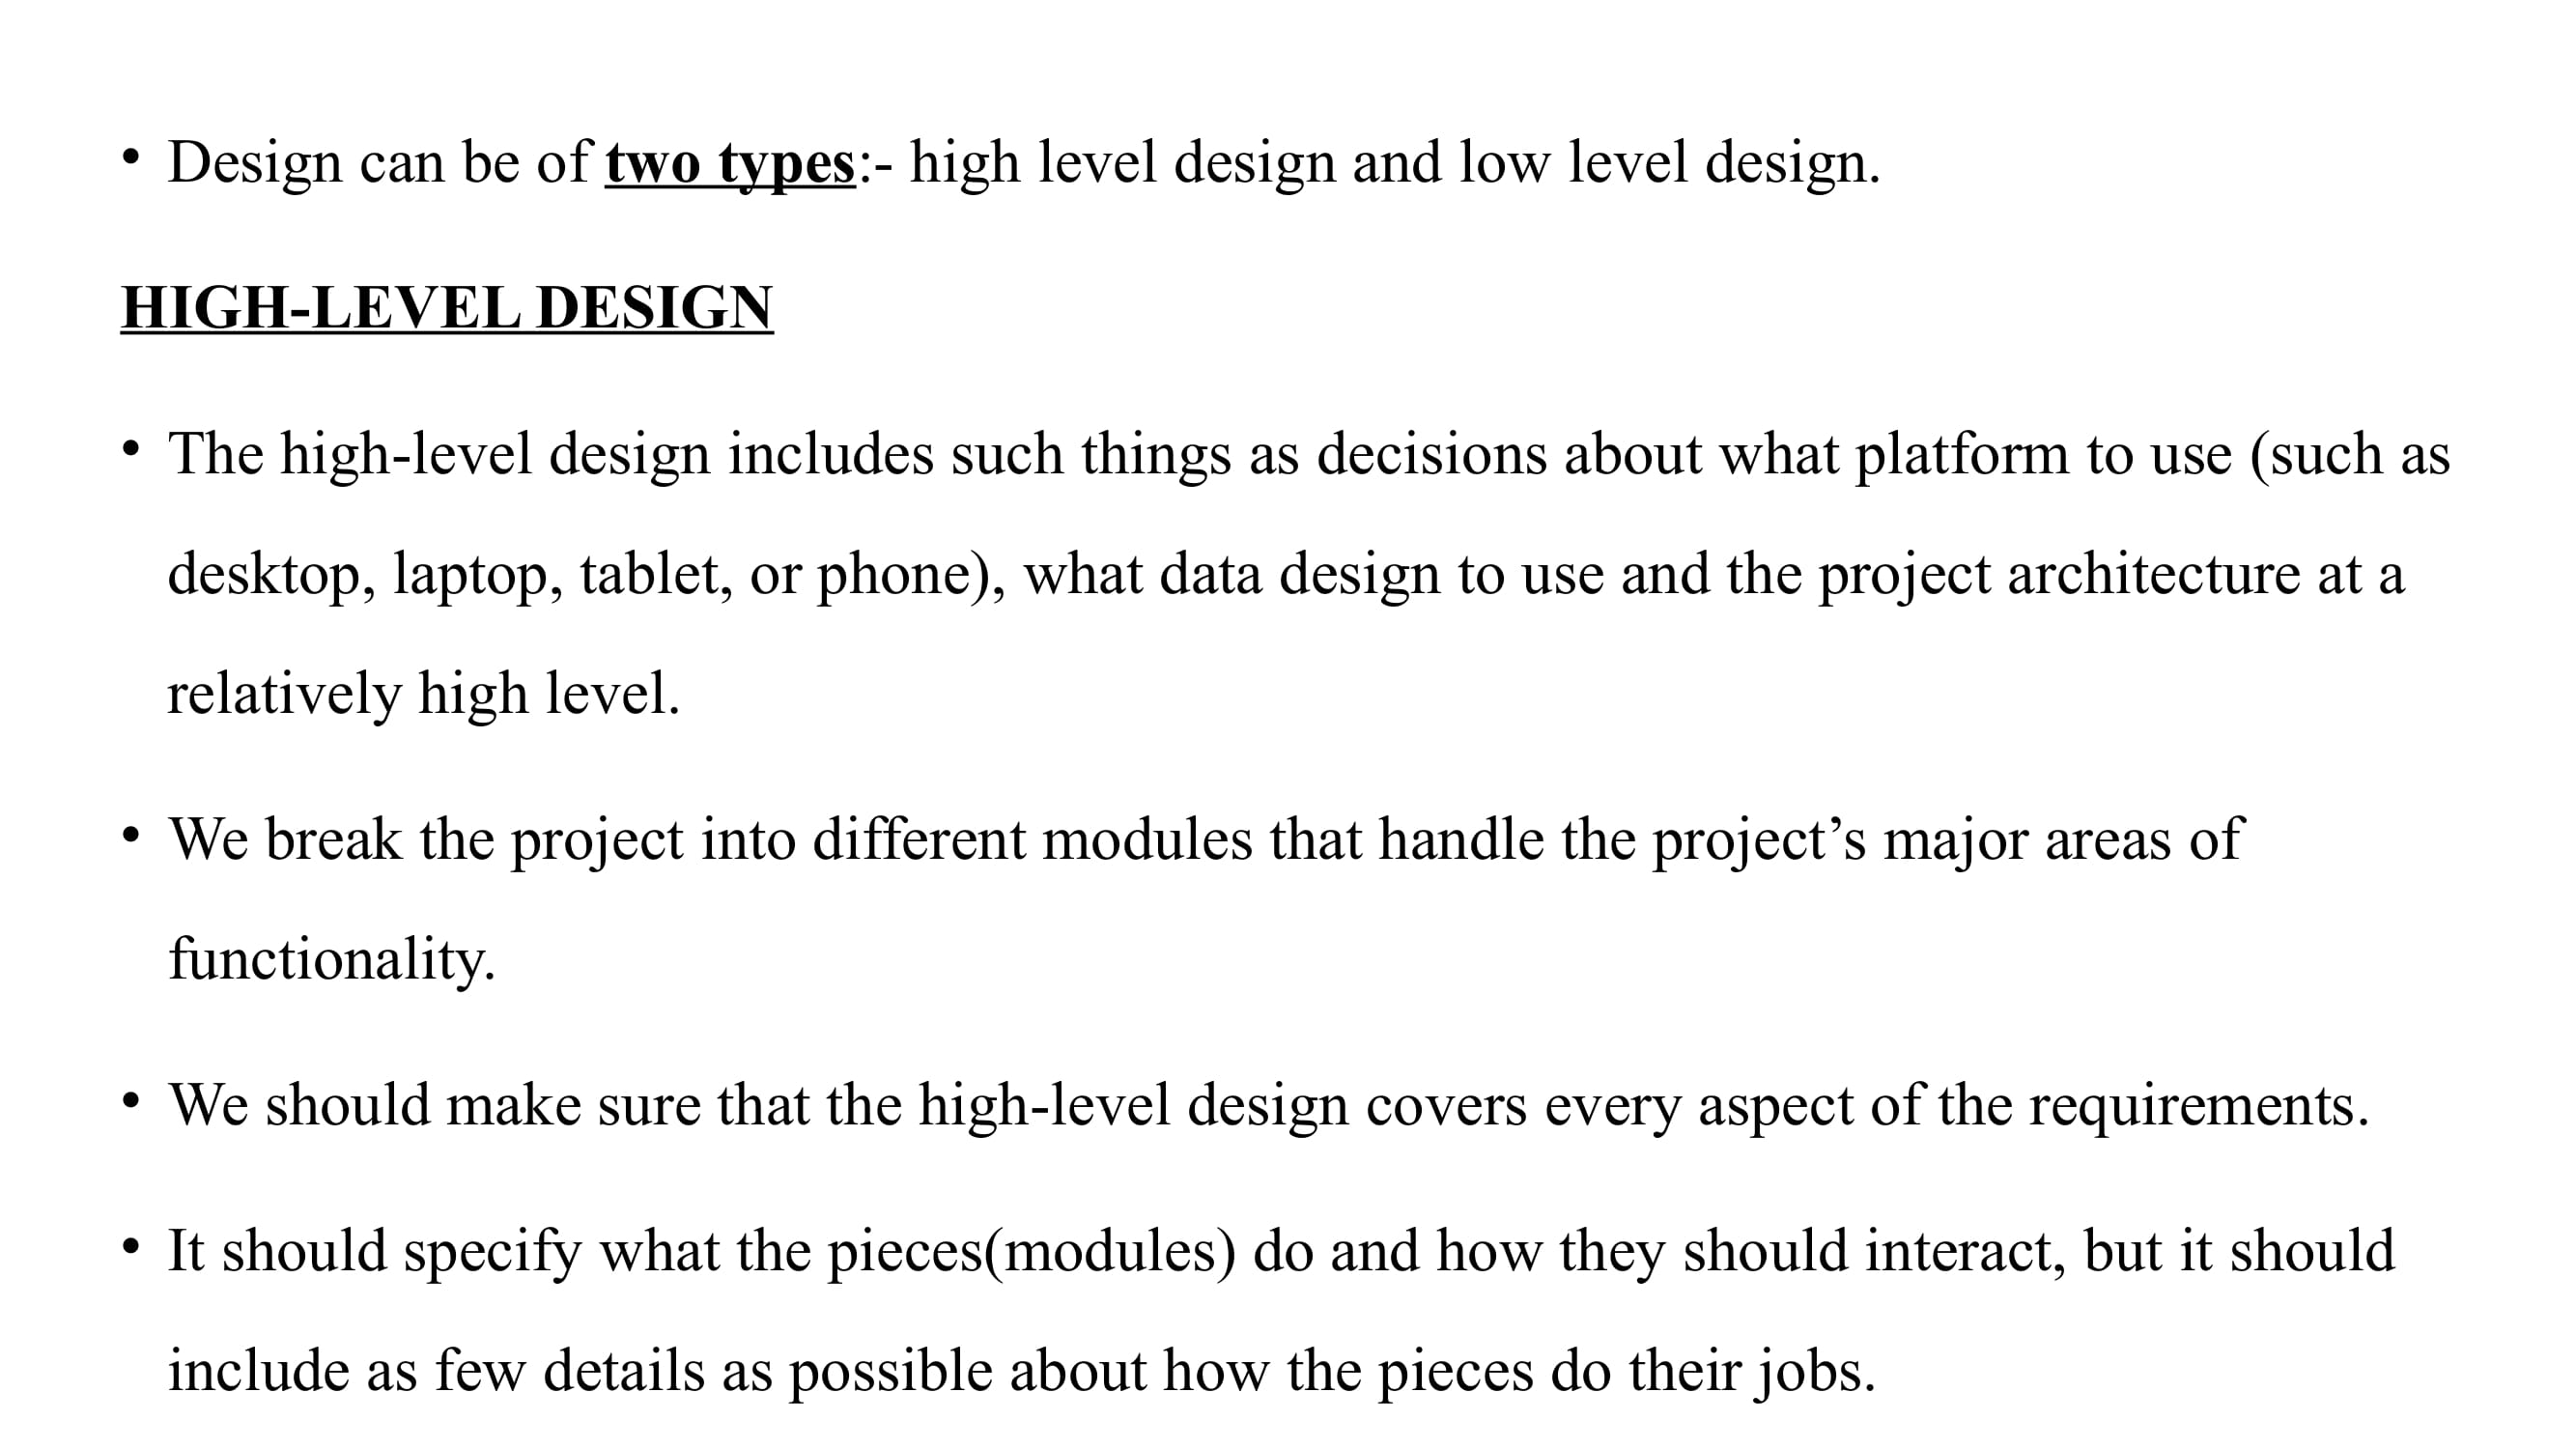 • Design can be of two types:- high level design and low level design.
HIGH-LEVEL DESIGN
• The high-level design includes such things as decisions about what platform to use (such as
desktop, laptop, tablet, or phone), what data design to use and the project architecture at a
relatively high level.
• We break the project into different modules that handle the project’s major areas of
functionality.
• We should make sure that the high-level design covers every aspect of the requirements.
• It should specify what the pieces(modules) do and how they should interact, but it should
include as few details as possible about how the pieces do their jobs.